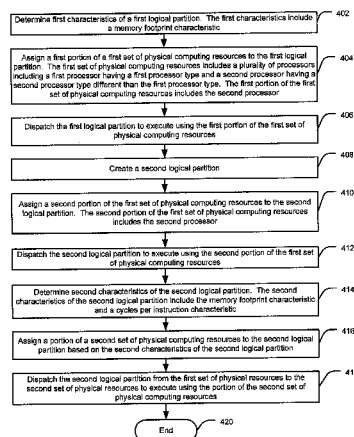 Determine first characteristics of a first logical partition. The first characteristics include
a memory footprint characteristic
402
Assign a first portion of a first set of physical computing resources to the first logical
partition. The first set of physical computing resources includes a plurality of processors
including a first processor having a first processor type and a second processor having a
second processor type different than the first processor type. The first portion of the
first set of physical computing resources includes the second processor
404
Dispatch the first logical partition to execute using the first portion of the first set of
physical computing resources
406
Create a second logical partition
408
Assign a second portion of the first set of physical computing resources to the second
logical partition. The second portion of the first set of physical computing resources
includes the second processor
410
Dispatch the second logical partition to execute using the second portion of the first set
of physical computing resources
412
Determine second characteristics of the second logical partition. The second
characteristics of the second logical partition include the memory footprint characteristic
and a cycles per instruction characteristic
414
Assign a portion of a second set of physical computing resources to the second logical
partition based on the second characteristics of the second logical partition
416
Dispatch the second logical partition from the first set of physical resources to the
second set of physical resources to execute using the portion of the second set of
physical computing resources
41
End
420